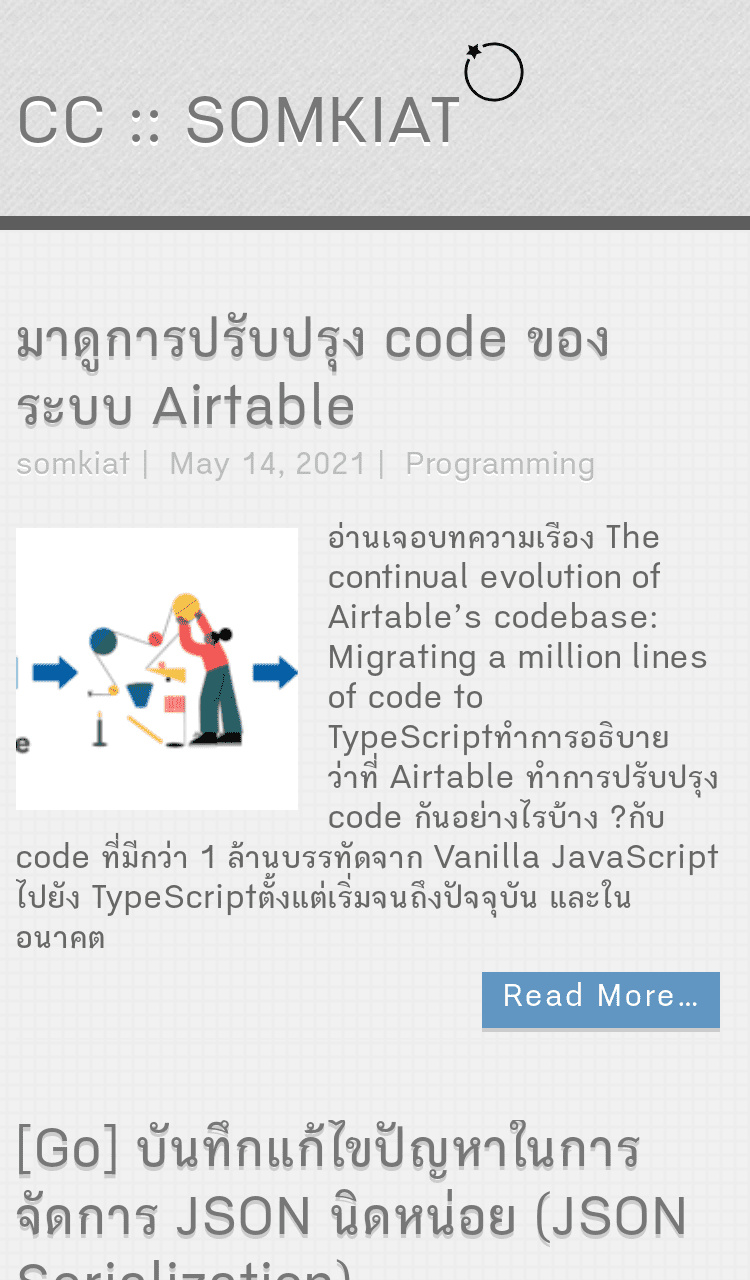 CC :: SOMKIAT
มาดูการปรับปรุง code ของ
ระบบ Airtable
somkiat | May 14, 2021 | Programming
อ่านเจอบทความเรื่อง The
continual evolution of
Airtable’s codebase:
Migrating a million lines
of code to
TypeScriptทำการอธิบาย
ว่าที่ Airtable ทำการปรับปรุง
code กันอย่างไรบ้าง ?กับ
code ที่มีกว่า 1 ล้านบรรทัดจาก Vanilla JavaScript
ไปยัง TypeScriptตั้งแต่เริ่มจนถึงปัจจุบัน และใน
อนาคต
e
Read More...
[Go] บันทึกแก้ไขปัญหาในการ
จัดการ JSON นิดหน่อย (JSON
Serialization)